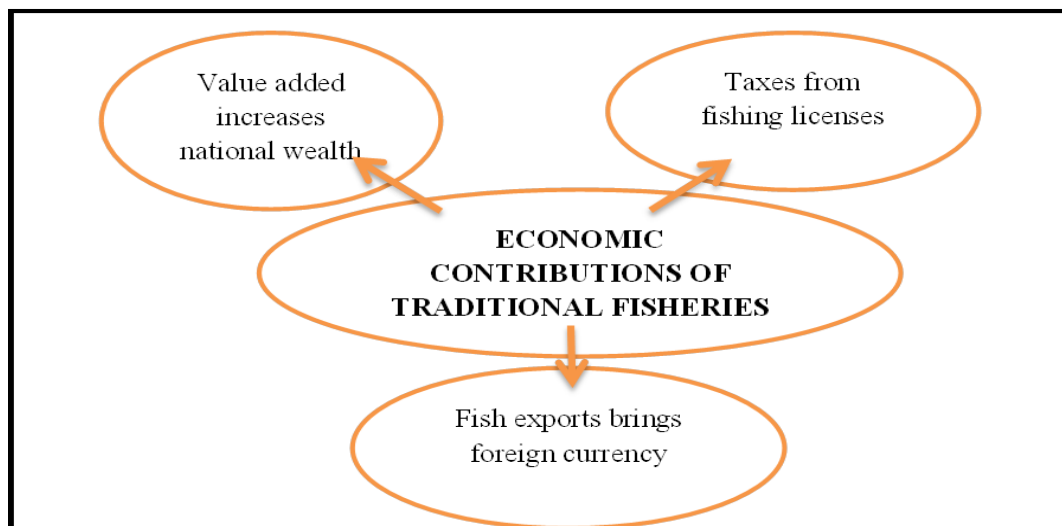 Value added
increases
national wealth
Taxes from
fishing licenses
ECONOMIC
CONTRIBUTIONS OF
TRADITIONAL FISHERIES
Fish exports brings
foreign currency